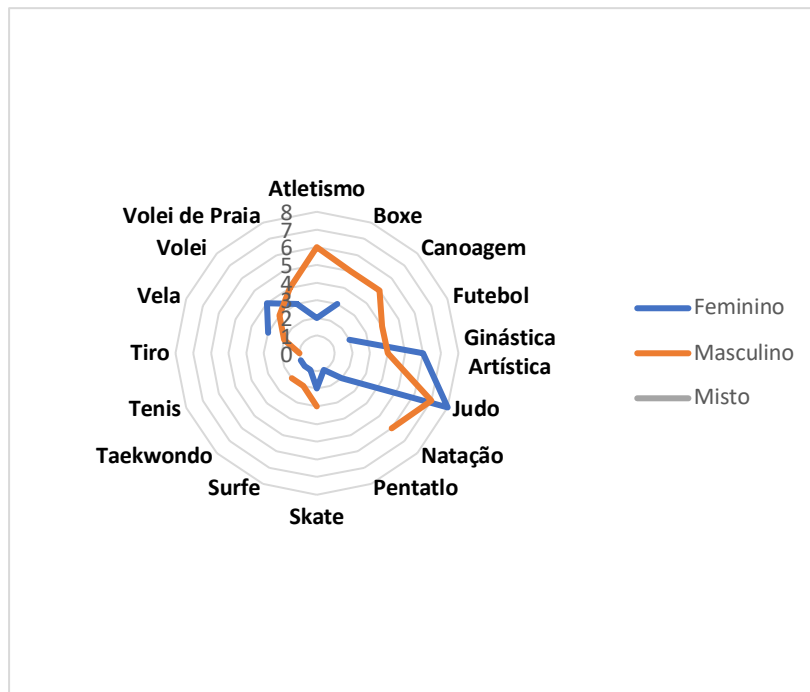 Atletismo
Volei de Praia
Boxe
Volei
Canoagem
Vela
Futebol
Tiro
Ginástica
Artística
Tenis
Judo
Taekwondo
Natação
Surfe
Pentatlo
Skate
8
7
6
5
4
3
2
1
0
Feminino
Masculino
Misto